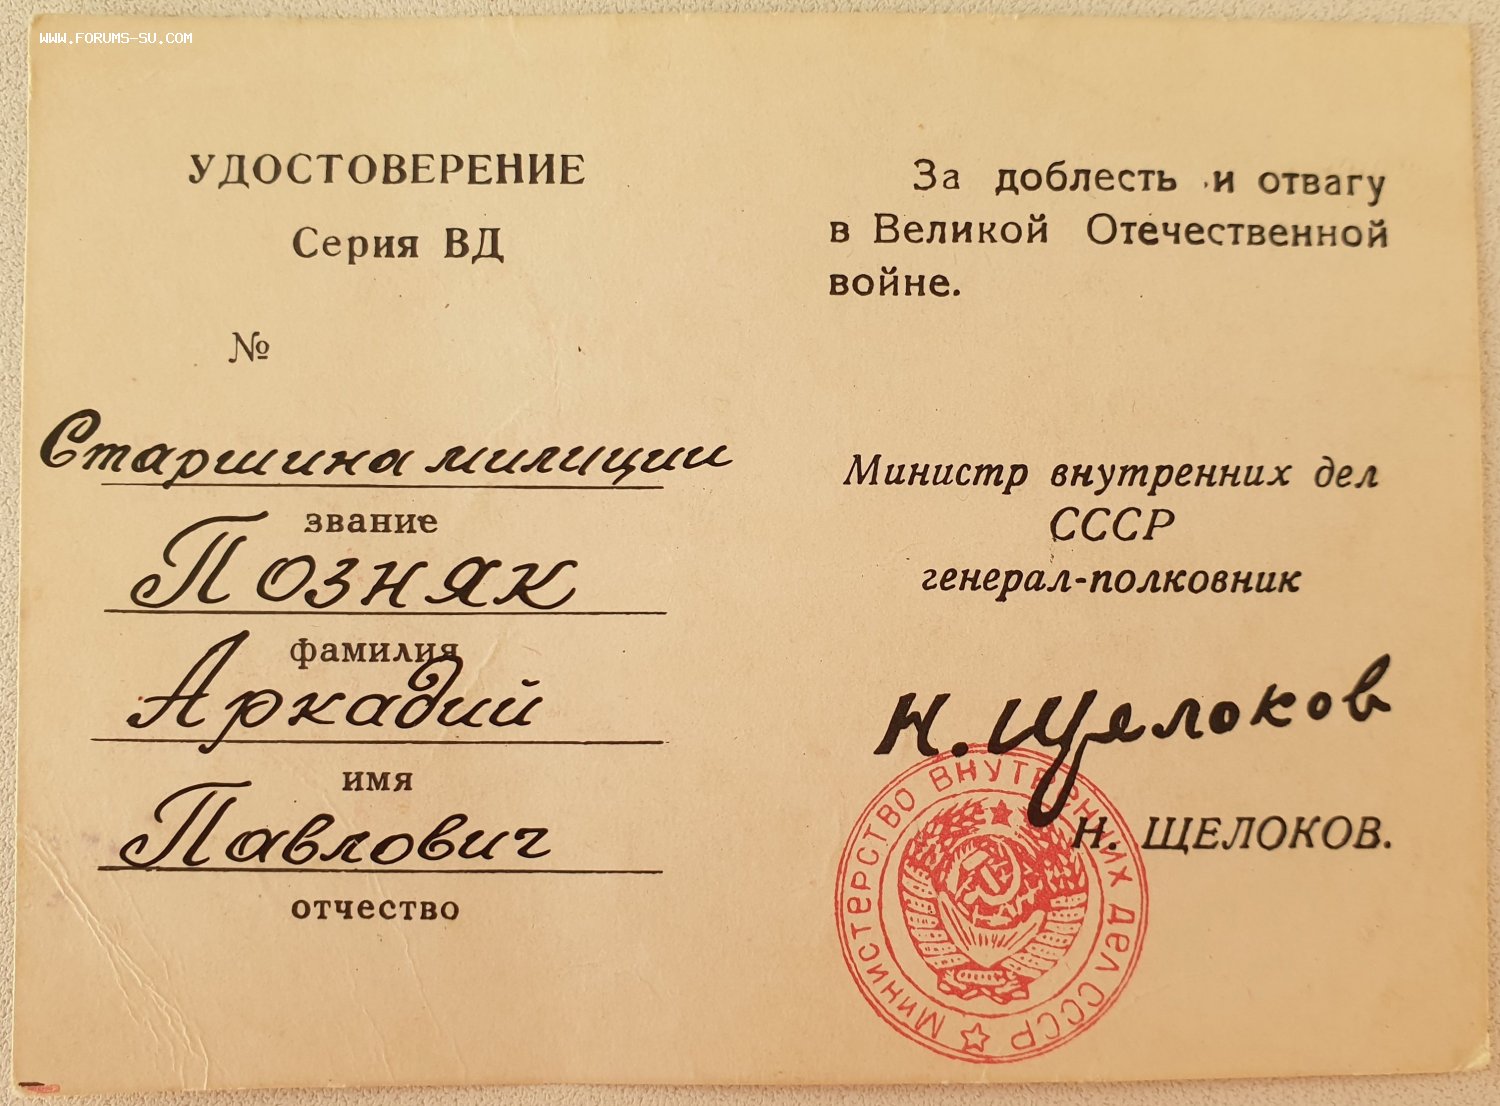 WWW.FORUMS-SU.COM
УДОСТОВЕРЕНИЕ
Серия ВД
№
Старшина милиции
звание
Позняк
фамилия
Аркадий
имя
Павлович
отчество
За доблесть и отвагу
в Великой Отечественной
войне.
Министр внутренних дел
СССР
генерал-полковник
Н. Щелоков
Н. ЩЕЛОКОВ.
МИНИСТЕРСТВО ВНУТРЕННИХ ДЕЛ СССР